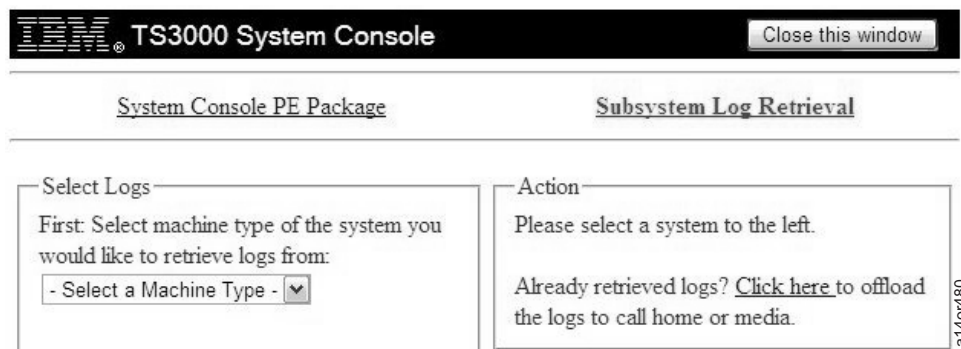 IBM® TS3000 System Console
Close this window
System Console PE Package
Subsystem Log Retrieval
Select Logs
First: Select machine type of the system you
would like to retrieve logs from:
- Select a Machine Type -
Action
Please select a system to the left.
Already retrieved logs? Click here to offload
the logs to call home or media.
a14or480